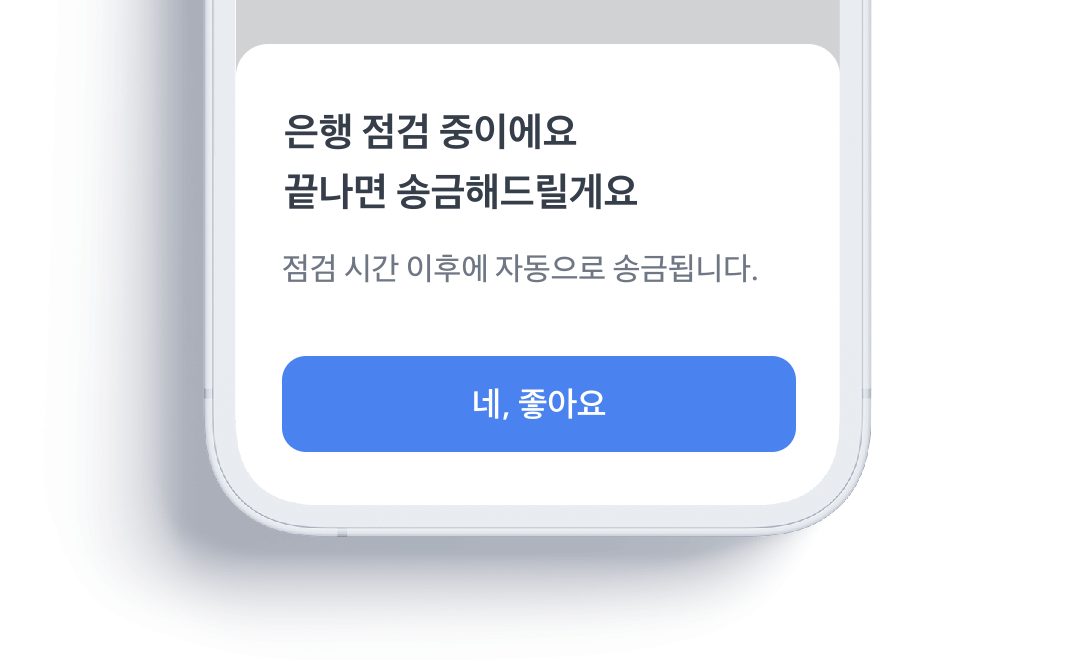 은행 점검 중이에요
끝나면 송금해드릴게요
점검 시간 이후에 자동으로 송금됩니다.
네, 좋아요